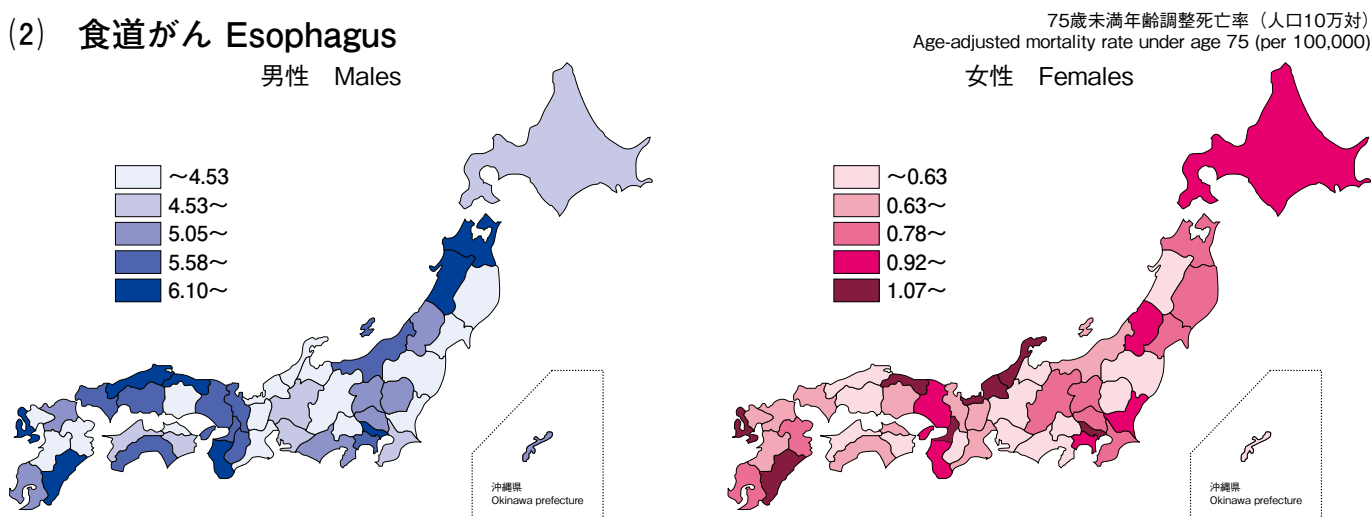 (2) 食道がん Esophagus
75歳未満年齢調整死亡率（人口10万対）
Age-adjusted mortality rate under age 75 (per 100,000)
男性 Males
～4.53
4.53～
5.05～
5.58～
6.10～
沖縄県
Okinawa prefecture
女性 Females
～0.63
0.63～
0.78～
0.92～
1.07～
沖縄県
Okinawa prefecture